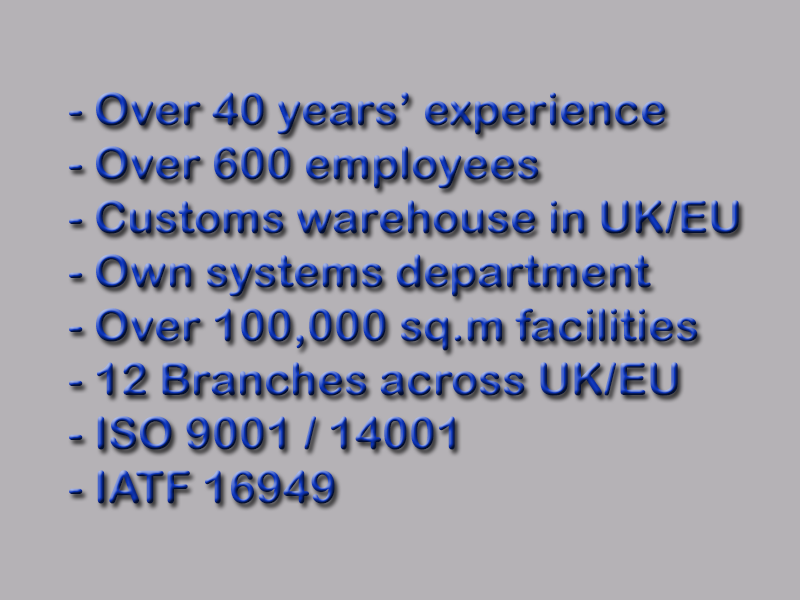 - Over 40 years’ experience
- Over 600 employees
- Customs warehouse in UK/EU
- Own systems department
- Over 100,000 sq.m facilities
- 12 Branches across UK/EU
- ISO 9001 / 14001
- IATF 16949